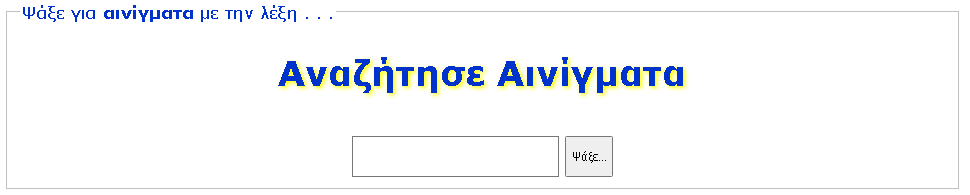 Ψάξε για αινίγματα με την λέξη . . .
Αναζήτησε Αινίγματα
Ψάξε...